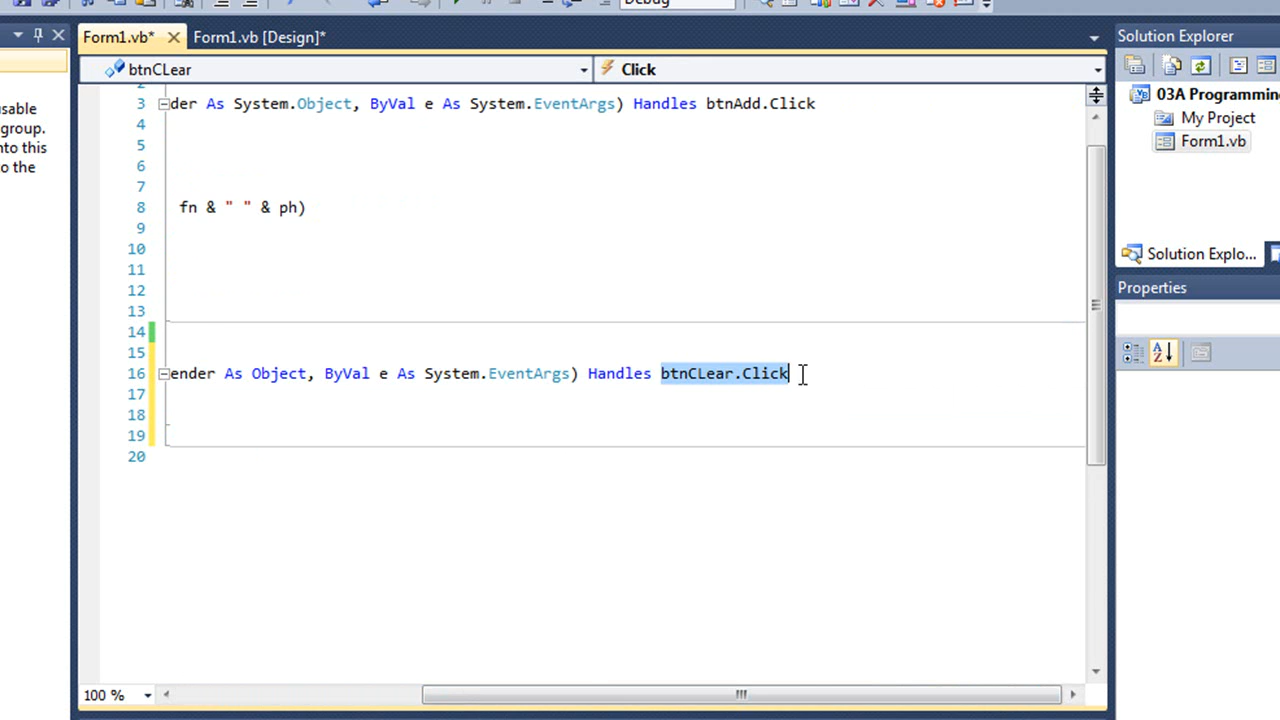 Debug
Form1.vb* Form1.vb [Design]* Solution Explorer
btnCLear Click
usable
group.
nto this
o the
03A Programmin
My Project
Form1.vb
Solution Explo...
Properties
2
3 der As System.Object, ByVal e As System.EventArgs) Handles btnAdd.Click
4
5
6
7
8 fn & " " & ph)
9
10
11
12
13
14
15
16 ender As Object, ByVal e As System.EventArgs) Handles btnCLear.Click
17
18
19
20
100 %